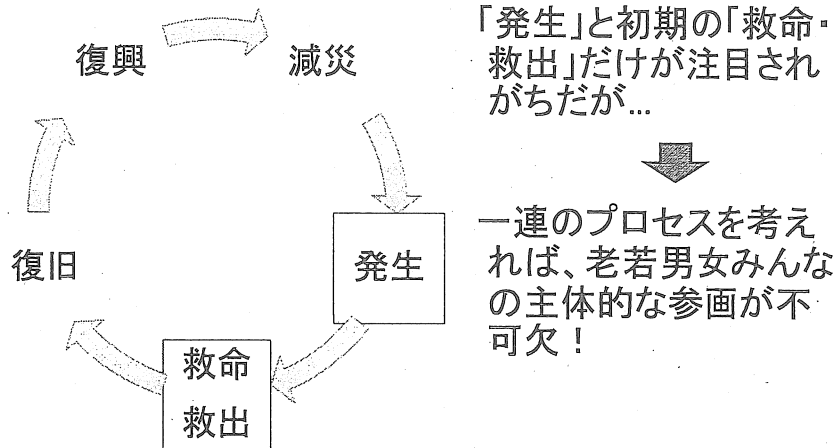 復興
減災
発生
救命
救出
復旧
「発生」と初期の「救命・
救出」だけが注目され
がちだが...
一連のプロセスを考え
れば、老若男女みんな
の主体的な参画が不
可欠！